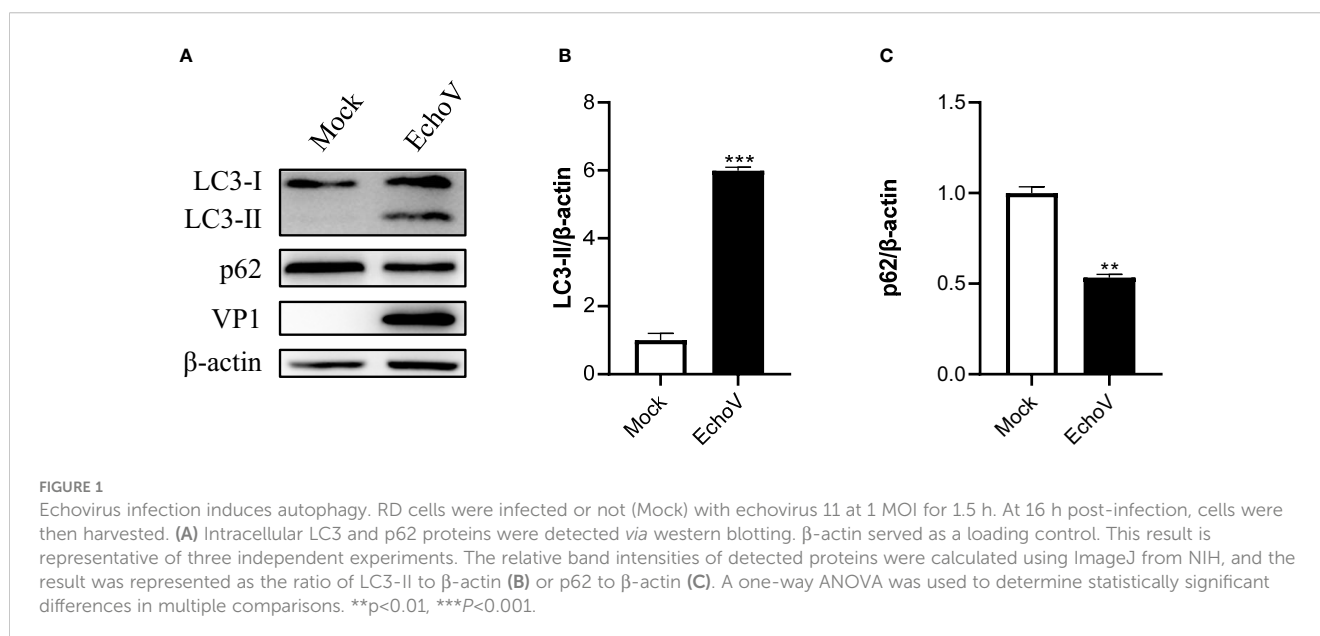 A
Mock
EchoV
LC3-I
LC3-II
p62
VP1
β-actin
B
LC3-II/β-actin
8
6
4
2
0
***
Mock
EchoV
C
p62/β-actin
1.5
1.0
0.5
0.0
**
Mock
EchoV
FIGURE 1
Echovirus infection induces autophagy. RD cells were infected or not (Mock) with echovirus 11 at 1 MOI for 1.5 h. At 16 h post-infection, cells were
then harvested. (A) Intracellular LC3 and p62 proteins were detected via western blotting. β-actin served as a loading control. This result is
representative of three independent experiments. The relative band intensities of detected proteins were calculated using ImageJ from NIH, and the
result was represented as the ratio of LC3-II to β-actin (B) or p62 to β-actin (C). A one-way ANOVA was used to determine statistically significant
differences in multiple comparisons. **p<0.01, ***P<0.001.